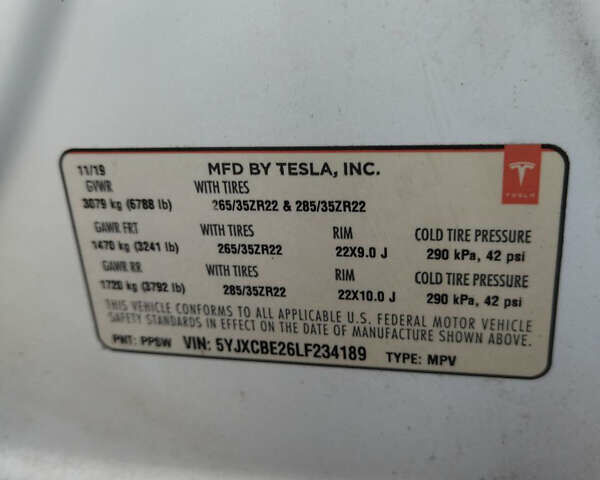 11/19 MFD BY TESLA, INC.
TESLA
GVWR WITH TIRES
3079 kg (6788 lb) 265/35ZR22 & 285/35ZR22
GAWR FRT WITH TIRES RIM COLD TIRE PRESSURE
1470 kg (3241 lb) 265/35ZR22 22X9.0 J 290 kPa, 42 psi
GAWR RR WITH TIRES RIM COLD TIRE PRESSURE
1720 kg (3792 lb) 285/35ZR22 22X10.0 J 290 kPa, 42 psi
THIS VEHICLE CONFORMS TO ALL APPLICABLE U.S. FEDERAL MOTOR VEHICLE
SAFETY STANDARDS IN EFFECT ON THE DATE OF MANUFACTURE SHOWN ABOVE.
PNT: PPSW VIN: 5YJXCBE26LF234189 TYPE: MPV